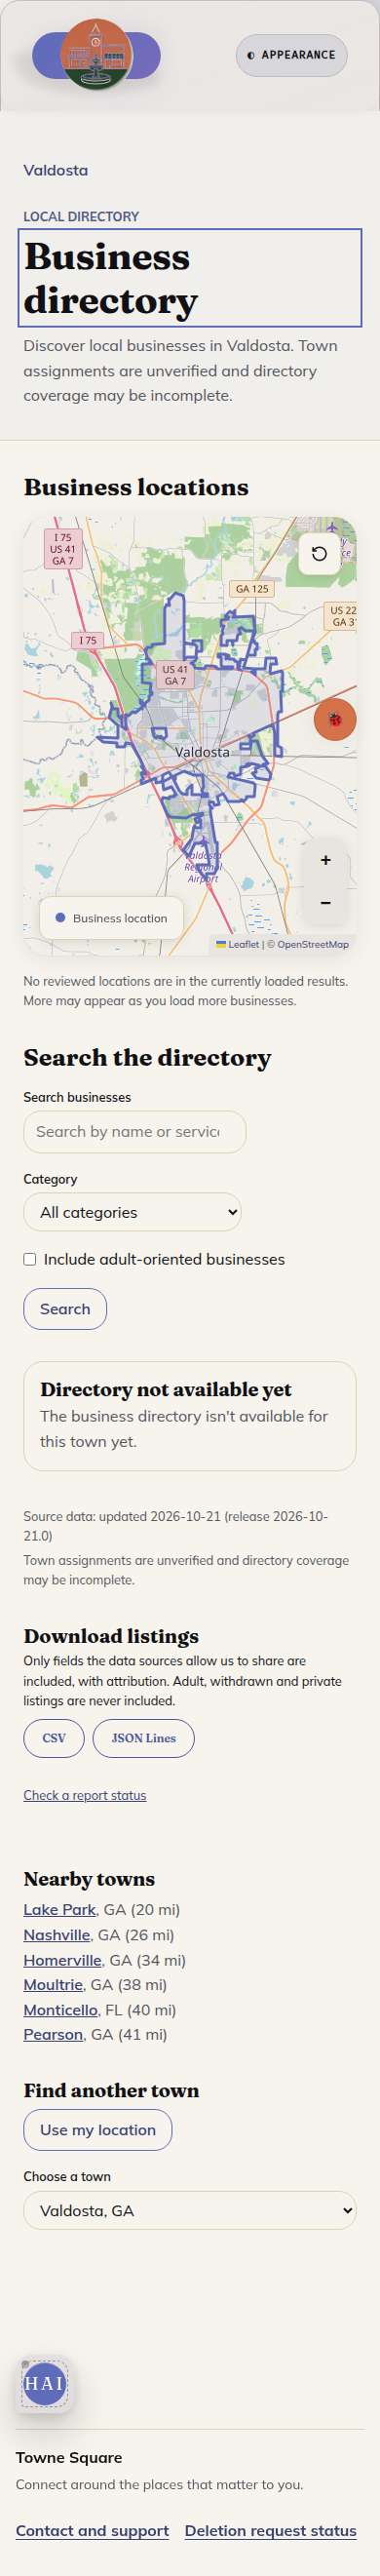 APPEARANCE
Valdosta
LOCAL DIRECTORY
Business
directory
Discover local businesses in Valdosta. Town
assignments are unverified and directory
coverage may be incomplete.
Business locations
I 75
US 41
GA 7
GA 125
US 22
GA 31
I 75
US 41
GA 7
Valdosta
Valdosta
Regional
Airport
+
−
Business location
Leaflet | © OpenStreetMap
No reviewed locations are in the currently loaded results.
More may appear as you load more businesses.
Search the directory
Search businesses
Search by name or servic
Category
All categories
Include adult-oriented businesses
Search
Directory not available yet
The business directory isn't available for
this town yet.
Source data: updated 2026-10-21 (release 2026-10-
21.0)
Town assignments are unverified and directory coverage
may be incomplete.
Download listings
Only fields the data sources allow us to share are
included, with attribution. Adult, withdrawn and private
listings are never included.
CSV JSON Lines
Check a report status
Nearby towns
Lake Park, GA (20 mi)
Nashville, GA (26 mi)
Homerville, GA (34 mi)
Moultrie, GA (38 mi)
Monticello, FL (40 mi)
Pearson, GA (41 mi)
Find another town
Use my location
Choose a town
Valdosta, GA
HAI
Towne Square
Connect around the places that matter to you.
Contact and support Deletion request status